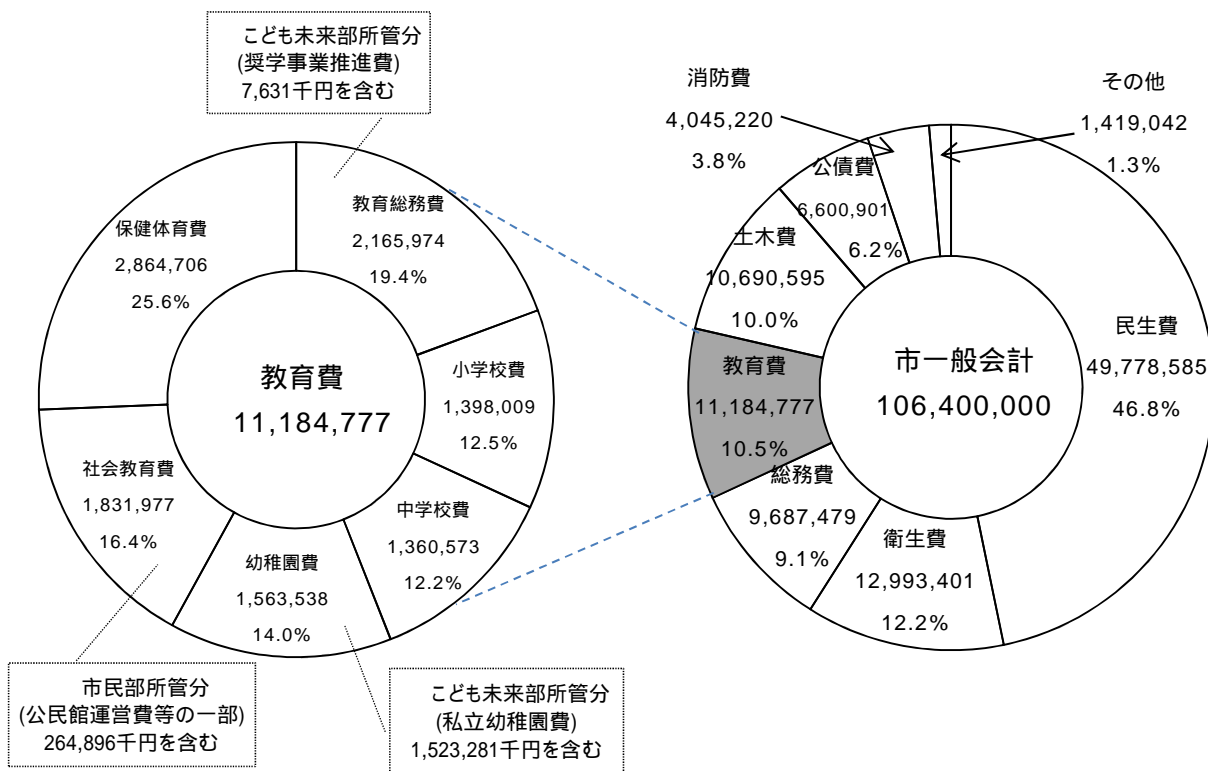 こども未来部所管分
(奨学事業推進費)
7,631千円を含む
教育総務費
2,165,974
19.4%
小学校費
1,398,009
12.5%
中学校費
1,360,573
12.2%
幼稚園費
1,563,538
14.0%
社会教育費
1,831,977
16.4%
保健体育費
2,864,706
25.6%
教育費
11,184,777
市民部所管分
(公民館運営費等の一部)
264,896千円を含む
こども未来部所管分
(私立幼稚園費)
1,523,281千円を含む
消防費
4,045,220
3.8%
その他
1,419,042
1.3%
公債費
6,600,901
6.2%
土木費
10,690,595
10.0%
教育費
11,184,777
10.5%
総務費
9,687,479
9.1%
衛生費
12,993,401
12.2%
民生費
49,778,585
46.8%
市一般会計
106,400,000